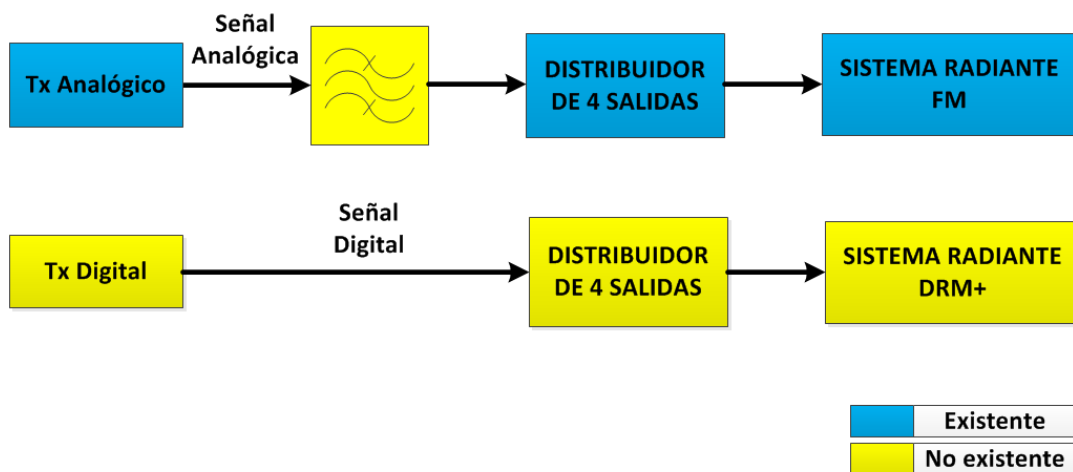 Señal
Analógica
Tx Analógico
DISTRIBUIDOR
DE 4 SALIDAS
SISTEMA RADIANTE
FM
Señal
Digital
Tx Digital
DISTRIBUIDOR
DE 4 SALIDAS
SISTEMA RADIANTE
DRM+
Existente
No existente